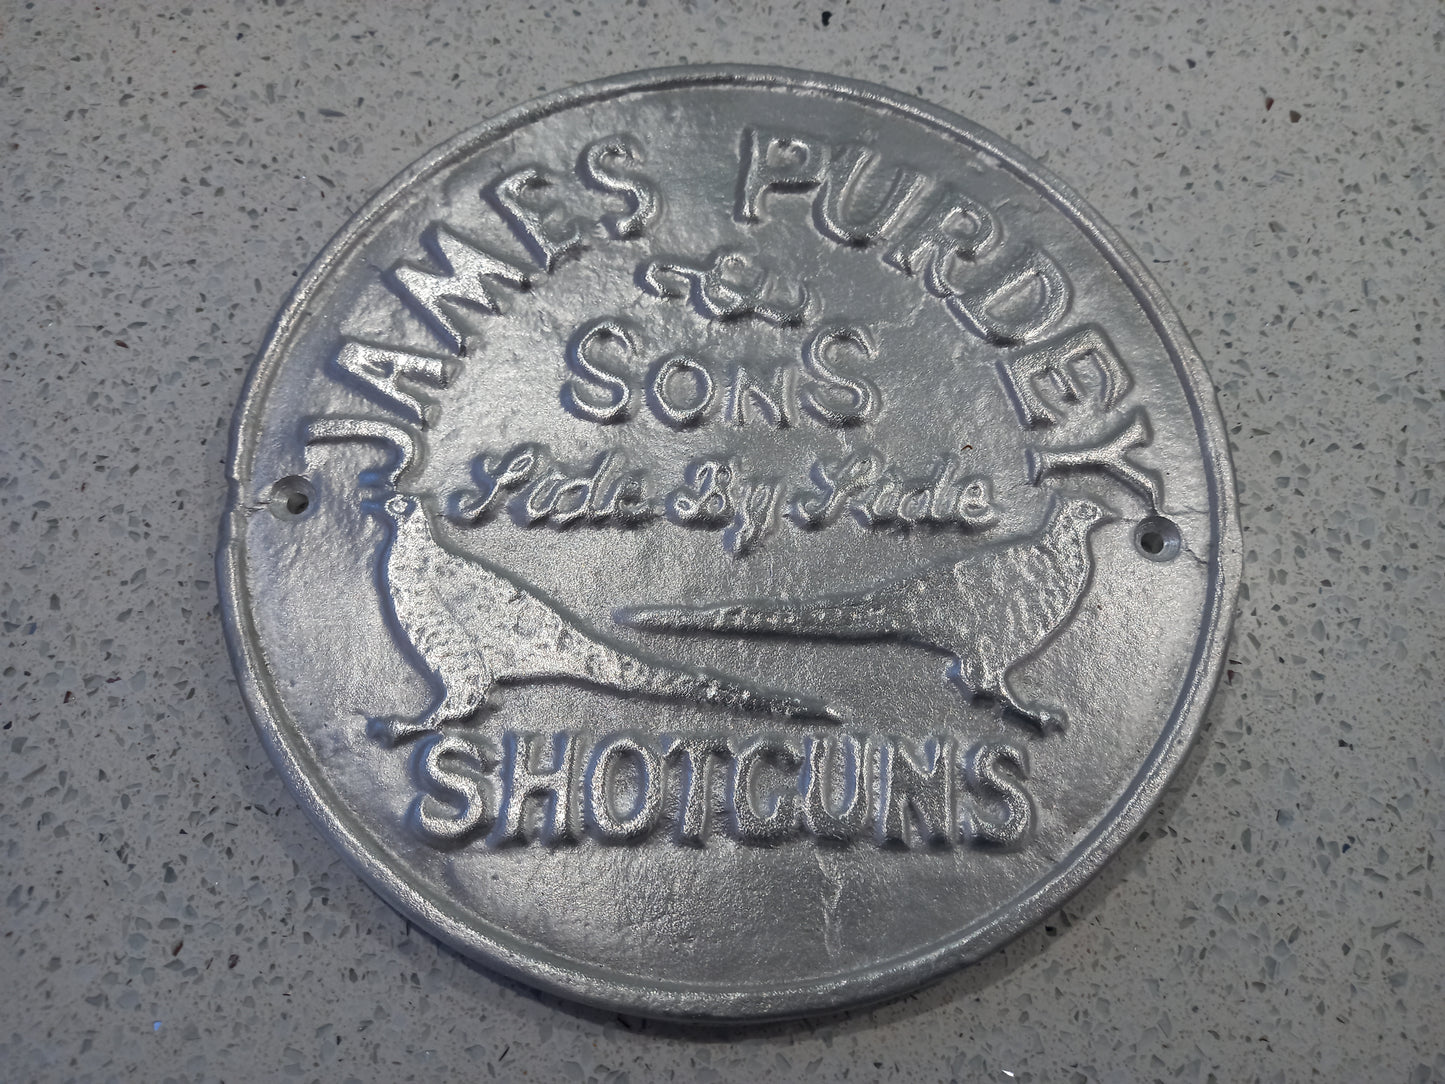 JAMES PURDEY
&
SONS
Side By Side
SHOTGUNS